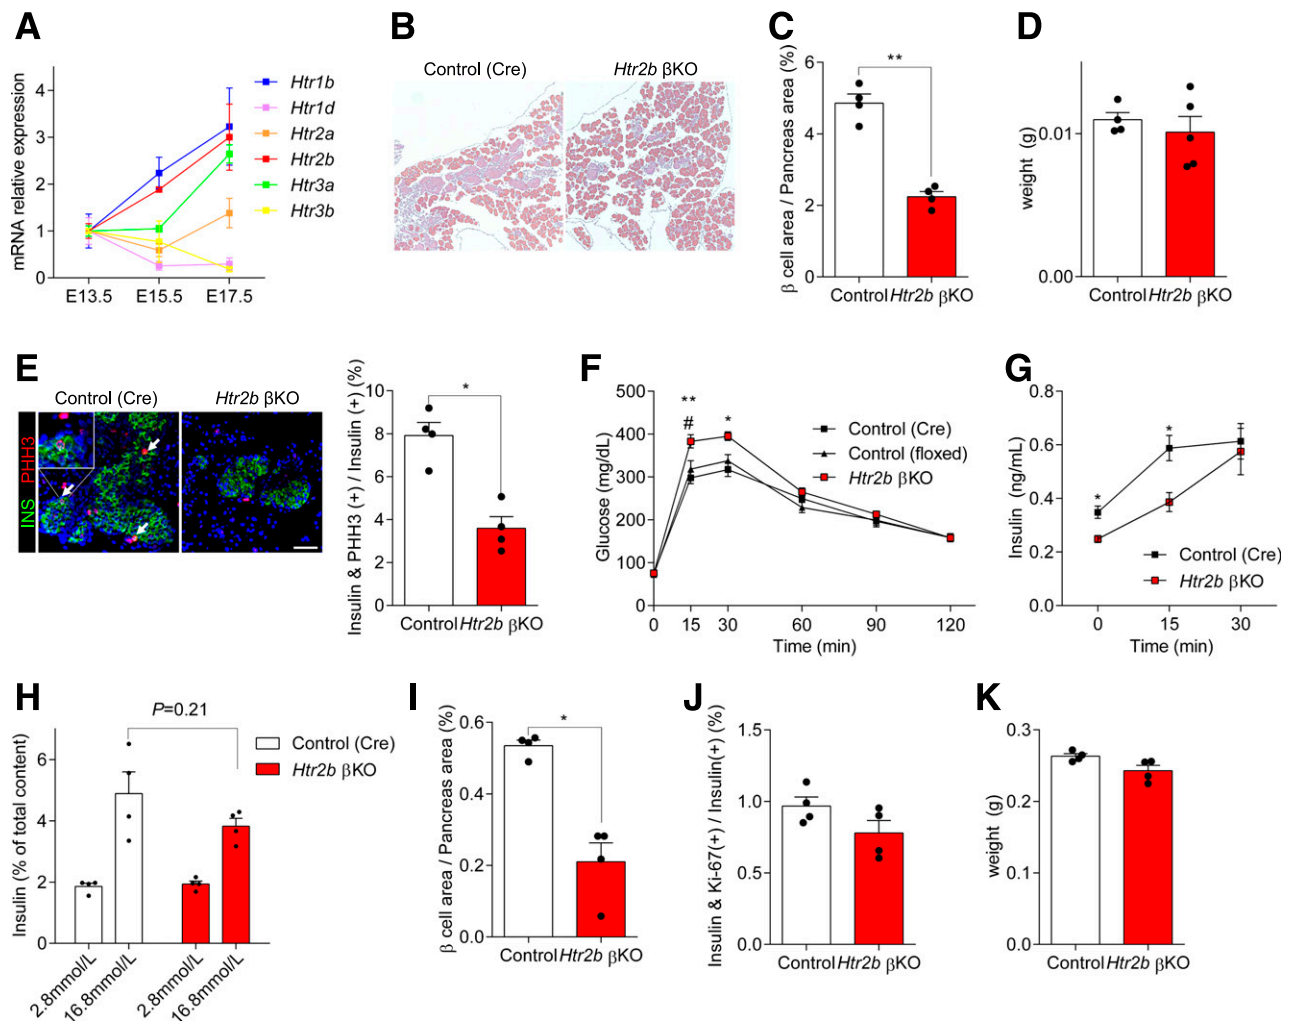 A
mRNA relative expression
4
3
2
1
0
E13.5 E15.5 E17.5
Htr1b
Htr1d
Htr2a
Htr2b
Htr3a
Htr3b
B
Control (Cre) Htr2b βKO
C
β cell area / Pancreas area (%)
6
4
2
0
**
Control Htr2b βKO
D
weight (g)
0.01
0.00
Control Htr2b βKO
E
INS PHH3
Control (Cre) Htr2b βKO
Insulin & PHH3 (+) / Insulin (+) (%)
10
8
6
4
2
0
*
Control Htr2b βKO
F
Glucose (mg/dL)
500
400
300
200
100
0
**
#
*
Control (Cre)
Control (floxed)
Htr2b βKO
0 15 30 60 90 120
Time (min)
G
Insulin (ng/mL)
0.8
0.6
0.4
0.2
0.0
*
*
Control (Cre)
Htr2b βKO
0 15 30
Time (min)
H
Insulin (% of total content)
6
4
2
0
P=0.21
Control (Cre)
Htr2b βKO
2.8mmol/L 16.8mmol/L 2.8mmol/L 16.8mmol/L
I
β cell area / Pancreas area (%)
0.6
0.4
0.2
0.0
*
Control Htr2b βKO
J
Insulin & Ki-67(+) / Insulin(+) (%)
1.5
1.0
0.5
0.0
Control Htr2b βKO
K
weight (g)
0.3
0.2
0.1
0.0
Control Htr2b βKO